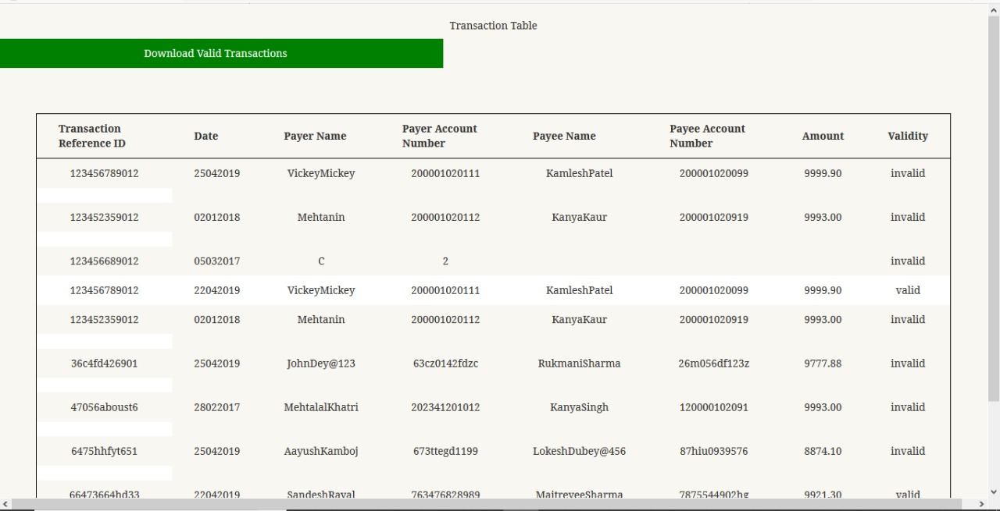 Transaction Table
Download Valid Transactions
Transaction Reference ID Date Payer Name Payer Account Number Payee Name Payee Account Number Amount Validity
123456789012 25042019 VickeyMickey 200001020111 KamleshPatel 200001020099 9999.90 invalid
123452359012 02012018 Mehtanin 200001020112 KanyaKaur 200001020919 9993.00 invalid
123456689012 05032017 C 2 invalid
123456789012 22042019 VickeyMickey 200001020111 KamleshPatel 200001020099 9999.90 valid
123452359012 02012018 Mehtanin 200001020112 KanyaKaur 200001020919 9993.00 invalid
36c4fd426901 25042019 JohnDey@123 63cz0142fdzc RukmaniSharma 26m056df123z 9777.88 invalid
47056aboust6 28022017 MehtalalKhatri 202341201012 KanyaSingh 120000102091 9993.00 invalid
6475hhfyt651 25042019 AayushKamboj 673ttegd1199 LokeshDubey@456 87hiu0939576 8874.10 invalid
66473664hd33 22042019 SandeshRaval 763476828989 MaitreyeeSharma 7875544902hg 9921.30 valid